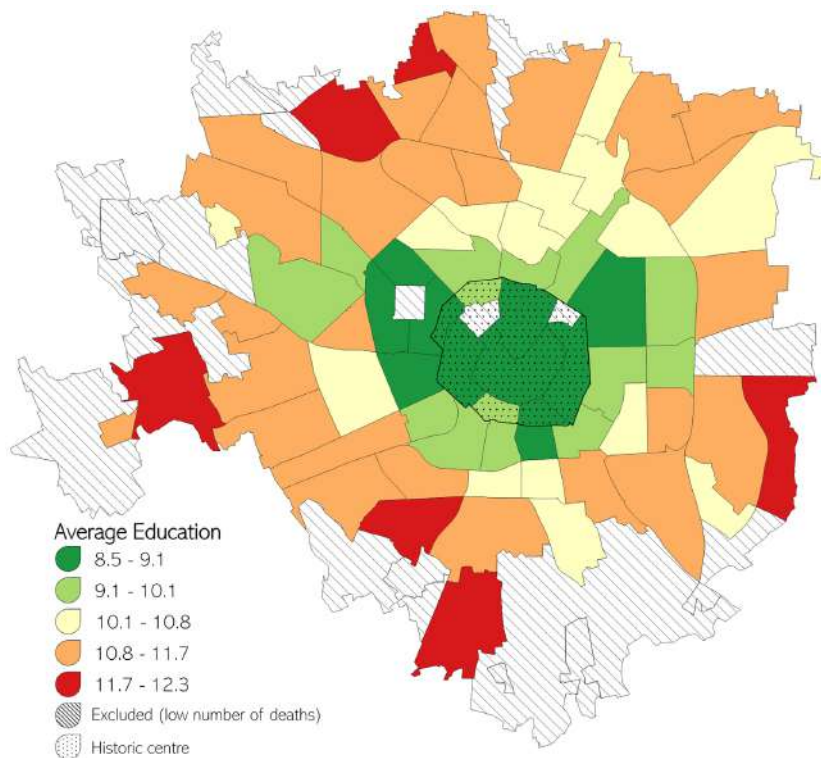 Average Education
8.5 - 9.1
9.1 - 10.1
10.1 - 10.8
10.8 - 11.7
11.7 - 12.3
Excluded (low number of deaths)
Historic centre